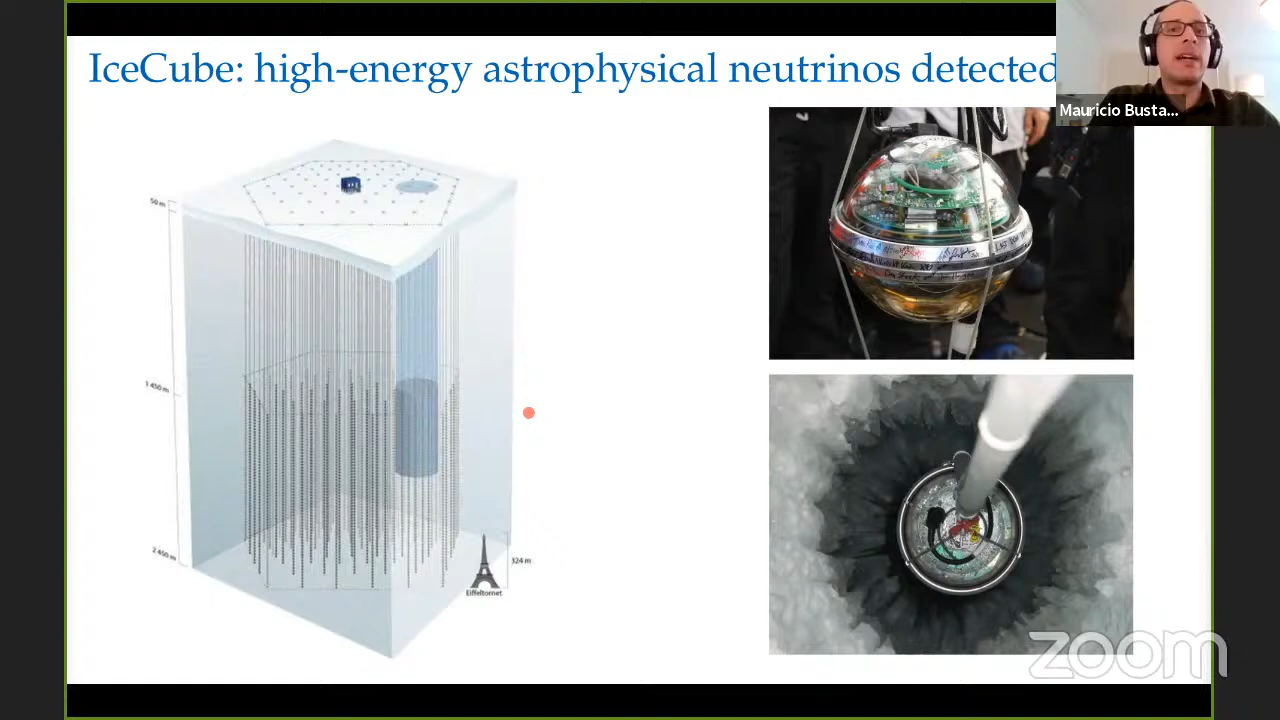 IceCube: high-energy astrophysical neutrinos detected
Mauricio Busta...
50 m
1 450 m
2 450 m
324 m
Eiffeltornet
zoom